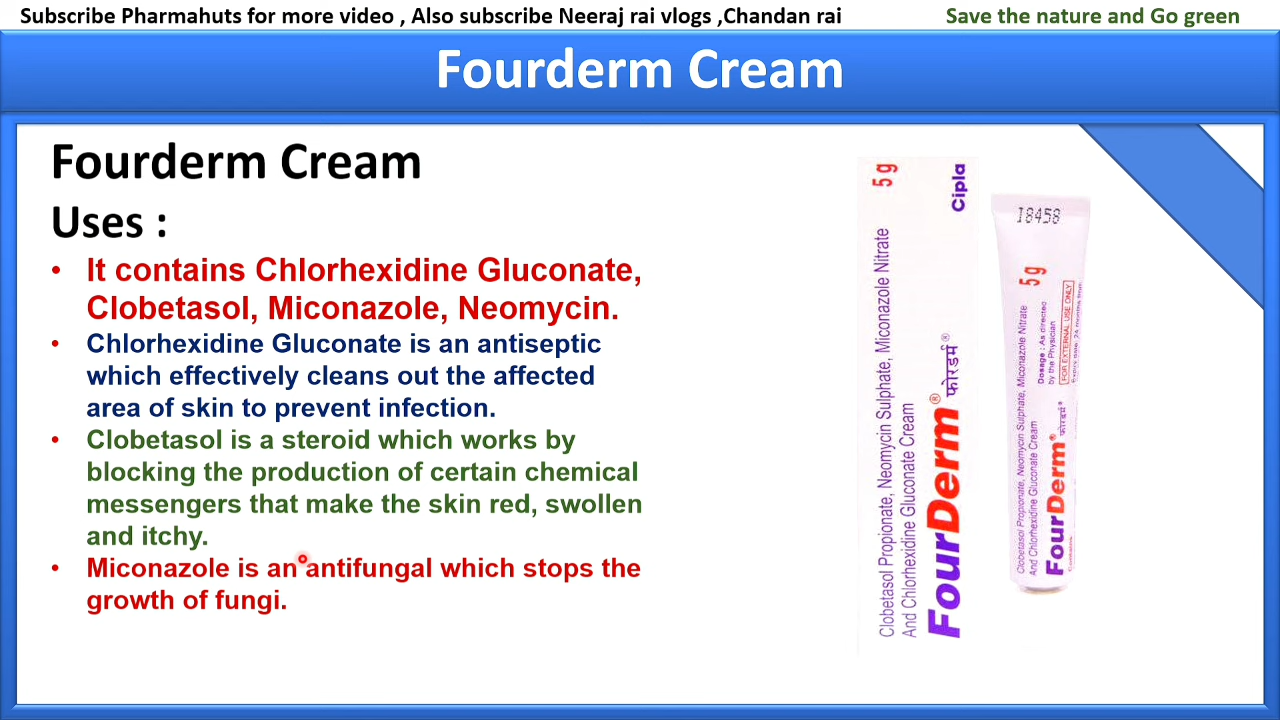 Subscribe Pharmahuts for more video , Also subscribe Neeraj rai vlogs ,Chandan rai
Save the nature and Go green
Fourderm Cream
Fourderm Cream
Uses :
• It contains Chlorhexidine Gluconate,
Clobetasol, Miconazole, Neomycin.
• Chlorhexidine Gluconate is an antiseptic
which effectively cleans out the affected
area of skin to prevent infection.
• Clobetasol is a steroid which works by
blocking the production of certain chemical
messengers that make the skin red, swollen
and itchy.
• Miconazole is an antifungal which stops the
growth of fungi.
5 g
Cipla
Clobetasol Propionate, Neomycin Sulphate, Miconazole Nitrate
And Chlorhexidine Gluconate Cream
FourDerm® फोरडर्म®
18458
5 g
Clobetasol Propionate, Neomycin Sulphate, Miconazole Nitrate
And Chlorhexidine Gluconate Cream
FourDerm® फोरडर्म®
Dosage : As directed
by the Physician
FOR EXTERNAL USE ONLY